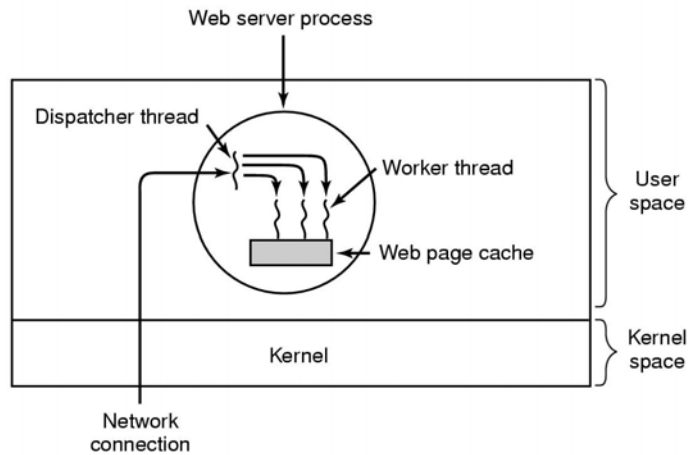 Web server process
Dispatcher thread
Worker thread
User
space
Web page cache
Kernel
Kernel
space
Network
connection